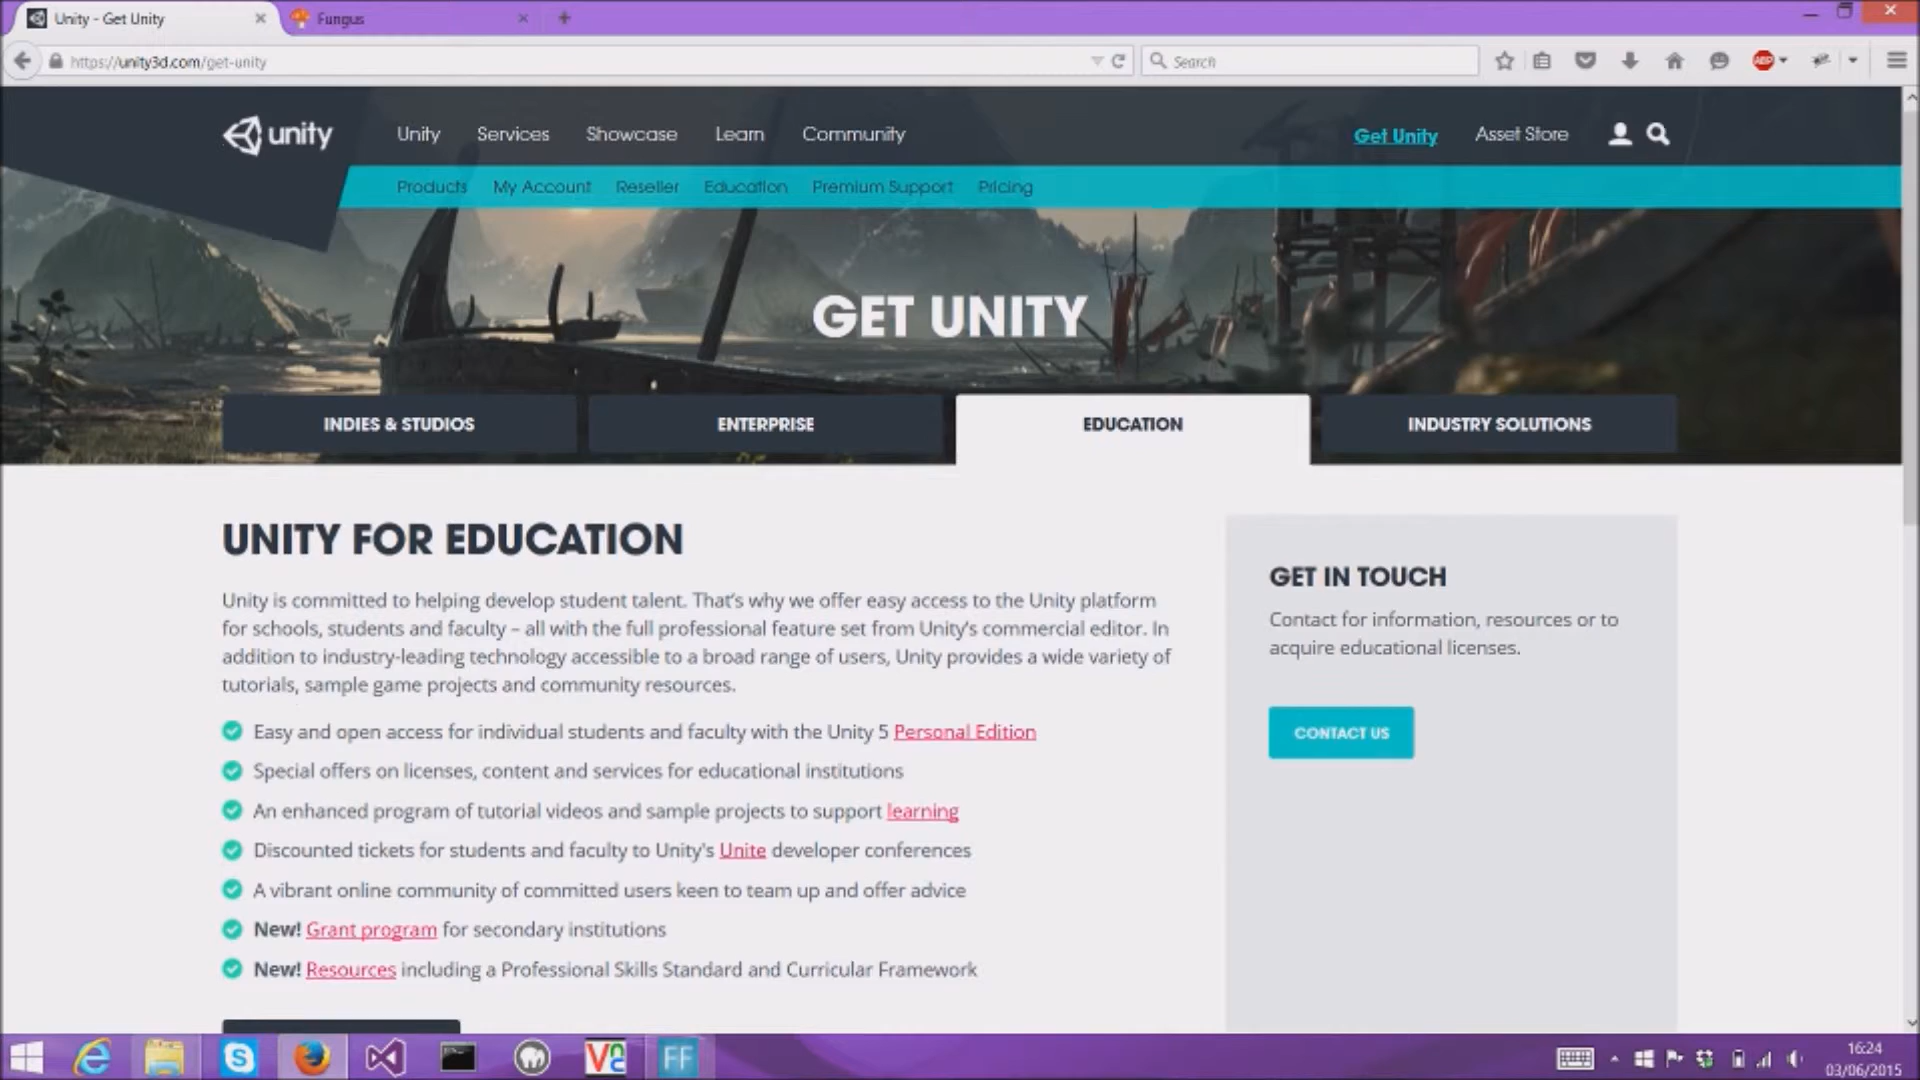 Unity - Get Unity
Fungus
https://unity3d.com/get-unity
Search
ABP
unity
Unity Services Showcase Learn Community
Get Unity Asset Store
Products My Account Reseller Education Premium Support Pricing
GET UNITY
INDIES & STUDIOS
ENTERPRISE
EDUCATION
INDUSTRY SOLUTIONS
UNITY FOR EDUCATION
Unity is committed to helping develop student talent. That's why we offer easy access to the Unity platform
for schools, students and faculty – all with the full professional feature set from Unity's commercial editor. In
addition to industry-leading technology accessible to a broad range of users, Unity provides a wide variety of
tutorials, sample game projects and community resources.
Easy and open access for individual students and faculty with the Unity 5 Personal Edition
Special offers on licenses, content and services for educational institutions
An enhanced program of tutorial videos and sample projects to support learning
Discounted tickets for students and faculty to Unity's Unite developer conferences
A vibrant online community of committed users keen to team up and offer advice
New! Grant program for secondary institutions
New! Resources including a Professional Skills Standard and Curricular Framework
GET IN TOUCH
Contact for information, resources or to
acquire educational licenses.
CONTACT US
FF
16:24
03/06/2015